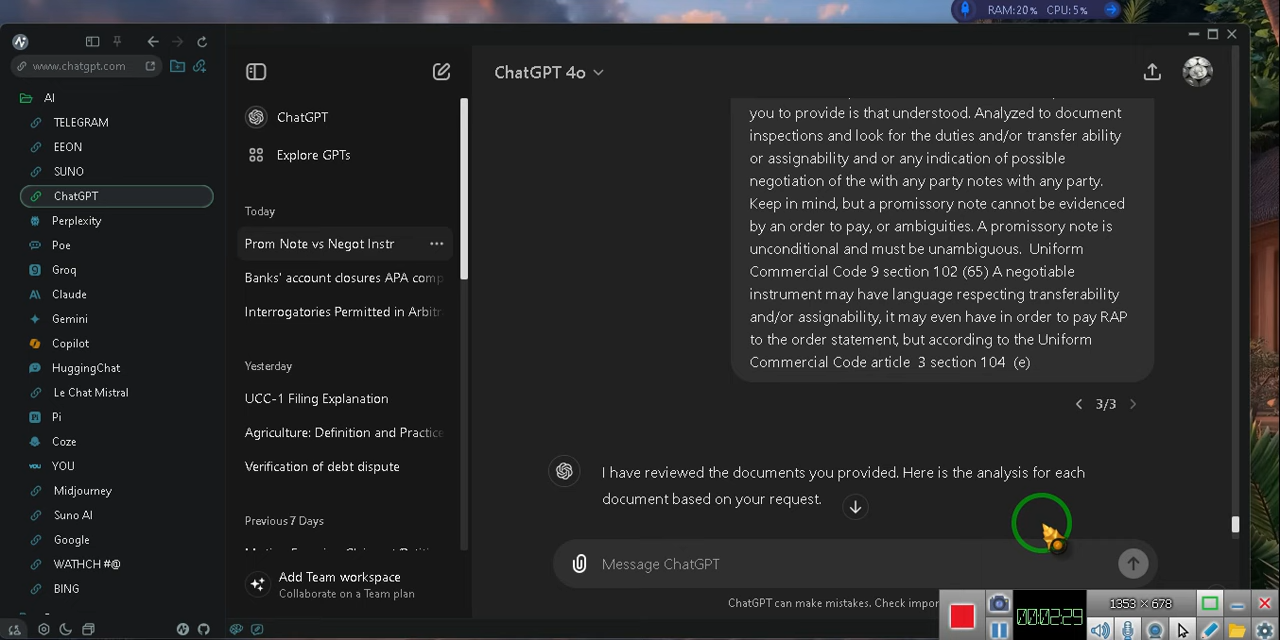 RAM:20% CPU:5%
www.chatgpt.com
AI
TELEGRAM
EEON
SUNO
ChatGPT
Perplexity
Poe
Groq
Claude
Gemini
Copilot
HuggingChat
Le Chat Mistral
Pi
Coze
YOU
Midjourney
Suno AI
Google
WATHCH #@
BING
ChatGPT
Explore GPTs
Today
Prom Note vs Negot Instr
Banks' account closures APA comp
Interrogatories Permitted in Arbitr
Yesterday
UCC-1 Filing Explanation
Agriculture: Definition and Practice
Verification of debt dispute
Previous 7 Days
Add Team workspace
Collaborate on a Team plan
ChatGPT 4o
you to provide is that understood. Analyzed to document
inspections and look for the duties and/or transfer ability
or assignability and or any indication of possible
negotiation of the with any party notes with any party.
Keep in mind, but a promissory note cannot be evidenced
by an order to pay, or ambiguities. A promissory note is
unconditional and must be unambiguous. Uniform
Commercial Code 9 section 102 (65) A negotiable
instrument may have language respecting transferability
and/or assignability, it may even have in order to pay RAP
to the order statement, but according to the Uniform
Commercial Code article 3 section 104 (e)
3/3
I have reviewed the documents you provided. Here is the analysis for each
document based on your request.
Message ChatGPT
ChatGPT can make mistakes. Check impor
00:02:29
1353 × 678